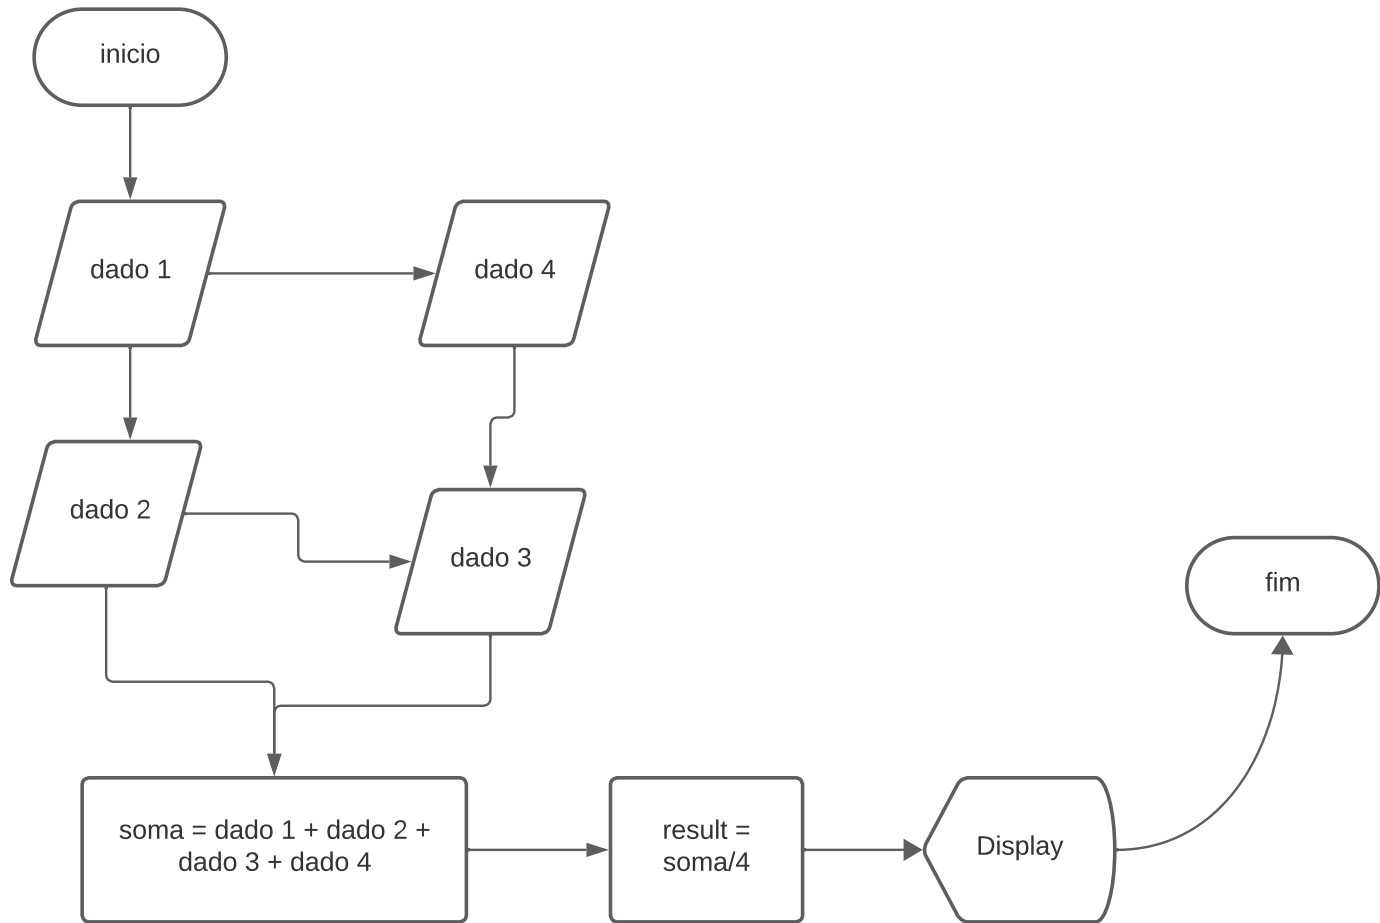 inicio
dado 1
dado 4
dado 2
dado 3
soma = dado 1 + dado 2 +
dado 3 + dado 4
result =
soma/4
Display
fim